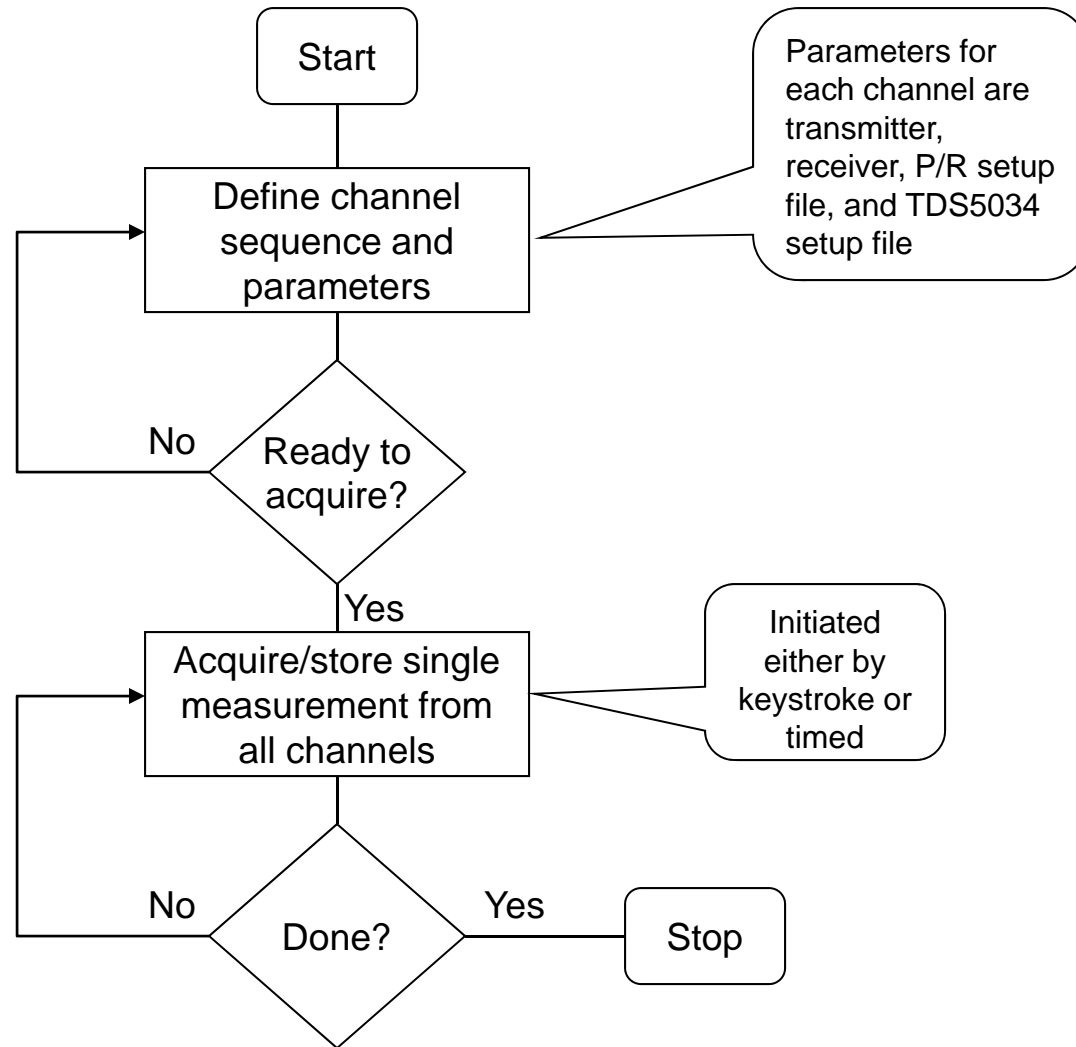 Start
Parameters for
each channel are
transmitter,
receiver, P/R setup
file, and TDS5034
setup file
Define channel
sequence and
parameters
No
Ready to
acquire?
Yes
Acquire/store single
measurement from
all channels
Initiated
either by
keystroke or
timed
No
Done?
Yes
Stop